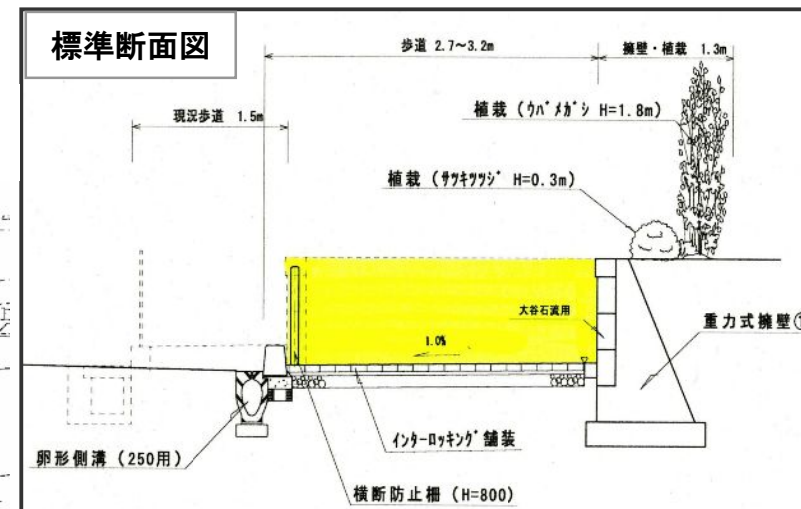 標準断面図
歩道 2.7～3.2m
擁壁・植栽 1.3m
現況歩道 1.5m
植栽 (ウバメガシ H=1.8m)
植栽 (サツキツツジ H=0.3m)
大谷石流用
1.0%
重力式擁壁①
インターロッキング舗装
卵形側溝 (250用)
横断防止柵 (H=800)